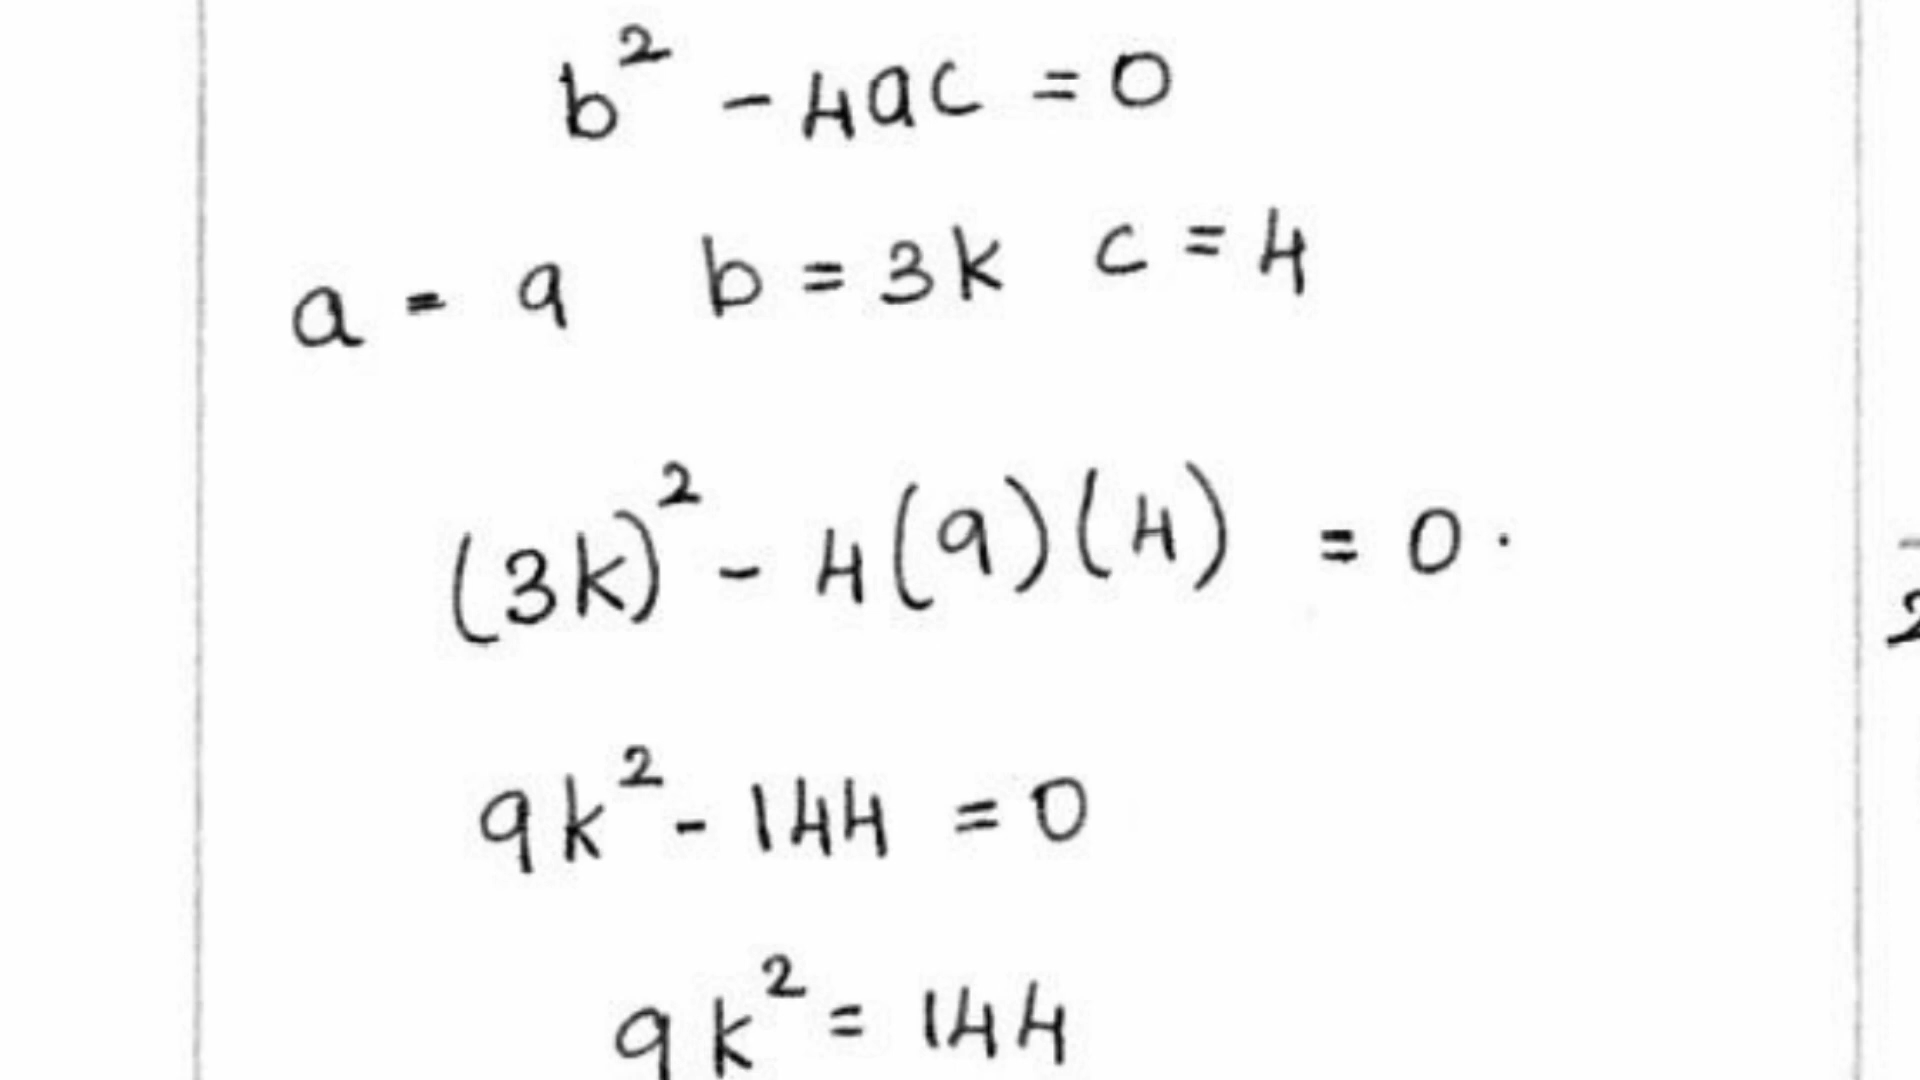 b² - 4ac = 0
a = 9 b = 3k c = 4
(3k)² - 4(9)(4) = 0.
9k² - 144 = 0
9k² = 144